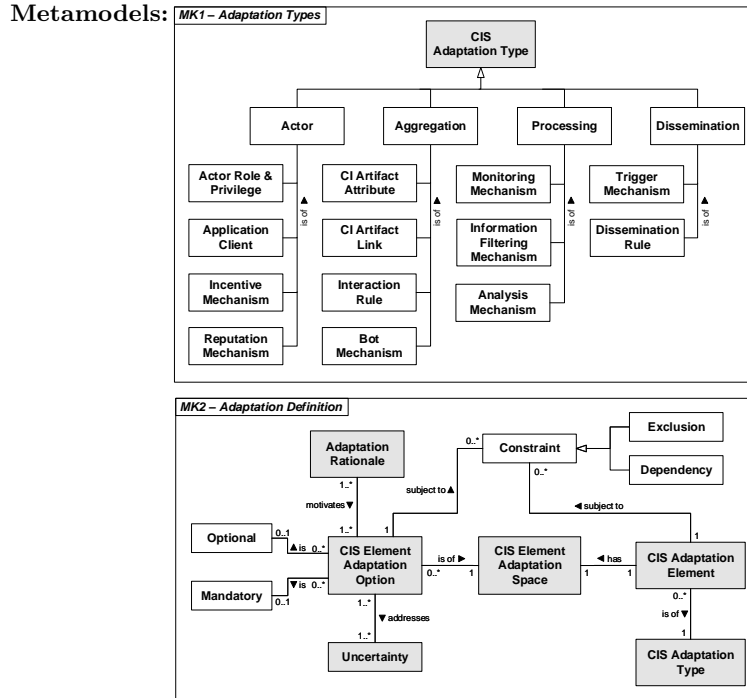 Metamodels:
MK1 – Adaptation Types
CIS
Adaptation Type
Actor
Aggregation
Processing
Dissemination
Actor Role &
Privilege
CI Artifact
Attribute
Monitoring
Mechanism
Trigger
Mechanism
is of ▲
is of ▲
is of ▲
is of ▲
Application
Client
CI Artifact
Link
Information
Filtering
Mechanism
Dissemination
Rule
Incentive
Mechanism
Interaction
Rule
Analysis
Mechanism
Reputation
Mechanism
Bot
Mechanism
MK2 – Adaptation Definition
Adaptation
Rationale
Constraint
Exclusion
Dependency
0..*
0..*
1..*
subject to ▲
motivates ▼
◄ subject to
1..*
1
1
Optional
0..1
▲ is
0..*
CIS Element
Adaptation
Option
is of ►
0..*
1
CIS Element
Adaptation
Space
◄ has
1
1
CIS Adaptation
Element
Mandatory
0..1
▼ is
0..*
1..*
▼ addresses
1..*
Uncertainty
0..*
is of ▼
1
CIS Adaptation
Type